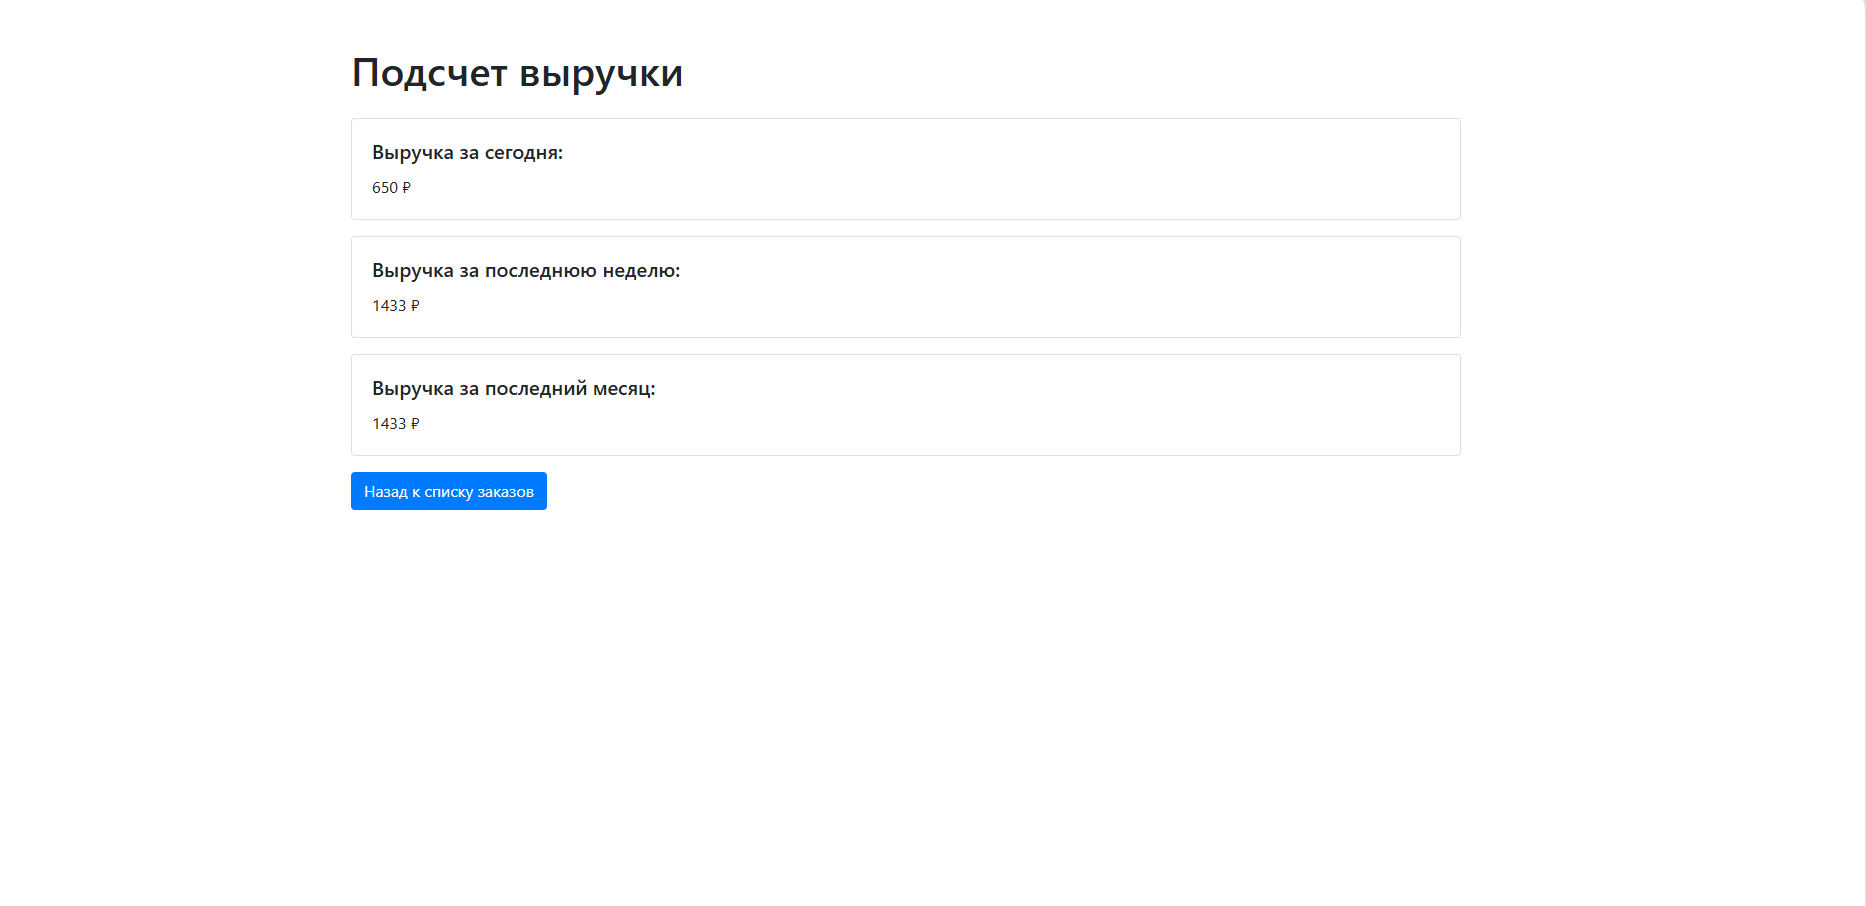 Подсчет выручки
Выручка за сегодня:
650 ₽
Выручка за последнюю неделю:
1433 ₽
Выручка за последний месяц:
1433 ₽
Назад к списку заказов